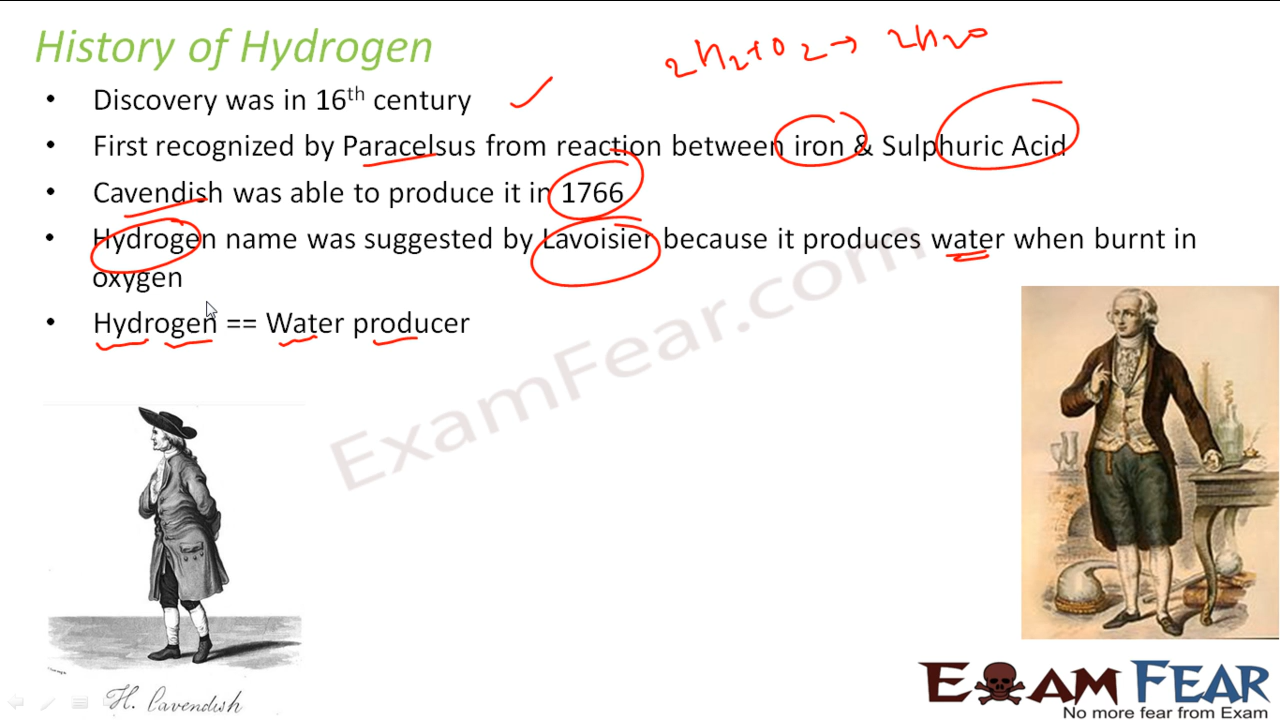 History of Hydrogen
2H2+O2→ 2H2O
• Discovery was in 16th century
• First recognized by Paracelsus from reaction between iron & Sulphuric Acid
• Cavendish was able to produce it in 1766
• Hydrogen name was suggested by Lavoisier because it produces water when burnt in
oxygen
• Hydrogen == Water producer
ExamFear.com
H. Cavendish
EXAM FEAR
No more fear from Exam